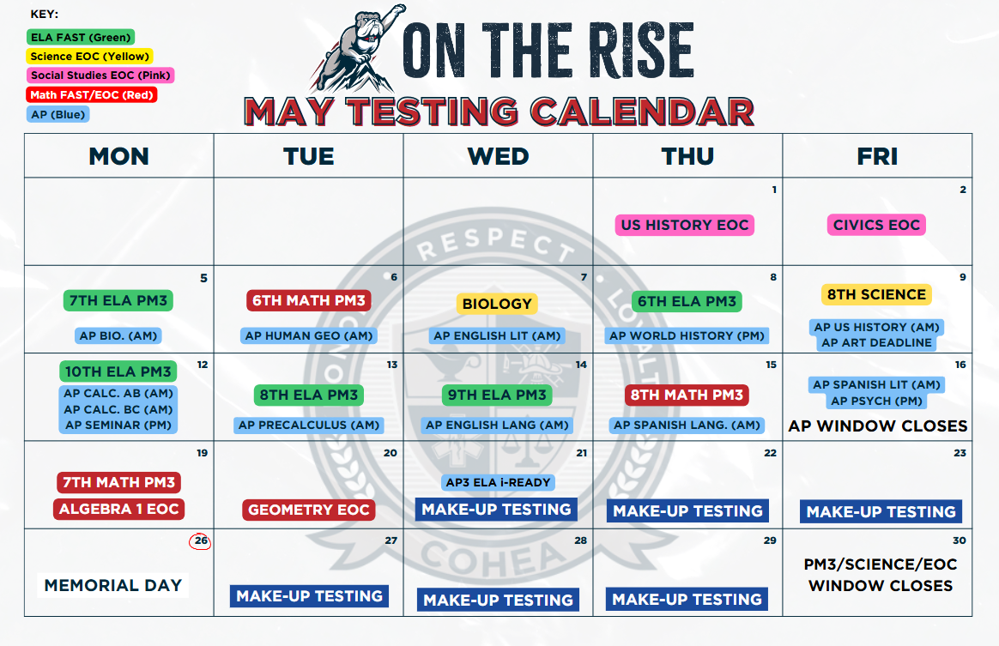 KEY:
ELA FAST (Green)
Science EOC (Yellow)
Social Studies EOC (Pink)
Math FAST/EOC (Red)
AP (Blue)
ON THE RISE
MAY TESTING CALENDAR
MON TUE WED THU FRI
1
US HISTORY EOC
2
CIVICS EOC
5
7TH ELA PM3
AP BIO. (AM)
6
6TH MATH PM3
AP HUMAN GEO (AM)
7
BIOLOGY
AP ENGLISH LIT (AM)
8
6TH ELA PM3
AP WORLD HISTORY (PM)
9
8TH SCIENCE
AP US HISTORY (AM)
AP ART DEADLINE
12
10TH ELA PM3
AP CALC. AB (AM)
AP CALC. BC (AM)
AP SEMINAR (PM)
13
8TH ELA PM3
AP PRECALCULUS (AM)
14
9TH ELA PM3
AP ENGLISH LANG (AM)
15
8TH MATH PM3
AP SPANISH LANG. (AM)
16
AP SPANISH LIT (AM)
AP PSYCH (PM)
AP WINDOW CLOSES
19
7TH MATH PM3
ALGEBRA 1 EOC
20
GEOMETRY EOC
21
AP3 ELA i-READY
MAKE-UP TESTING
22
MAKE-UP TESTING
23
MAKE-UP TESTING
26
MEMORIAL DAY
27
MAKE-UP TESTING
28
MAKE-UP TESTING
29
MAKE-UP TESTING
30
PM3/SCIENCE/EOC
WINDOW CLOSES
RESPECT
COHEA